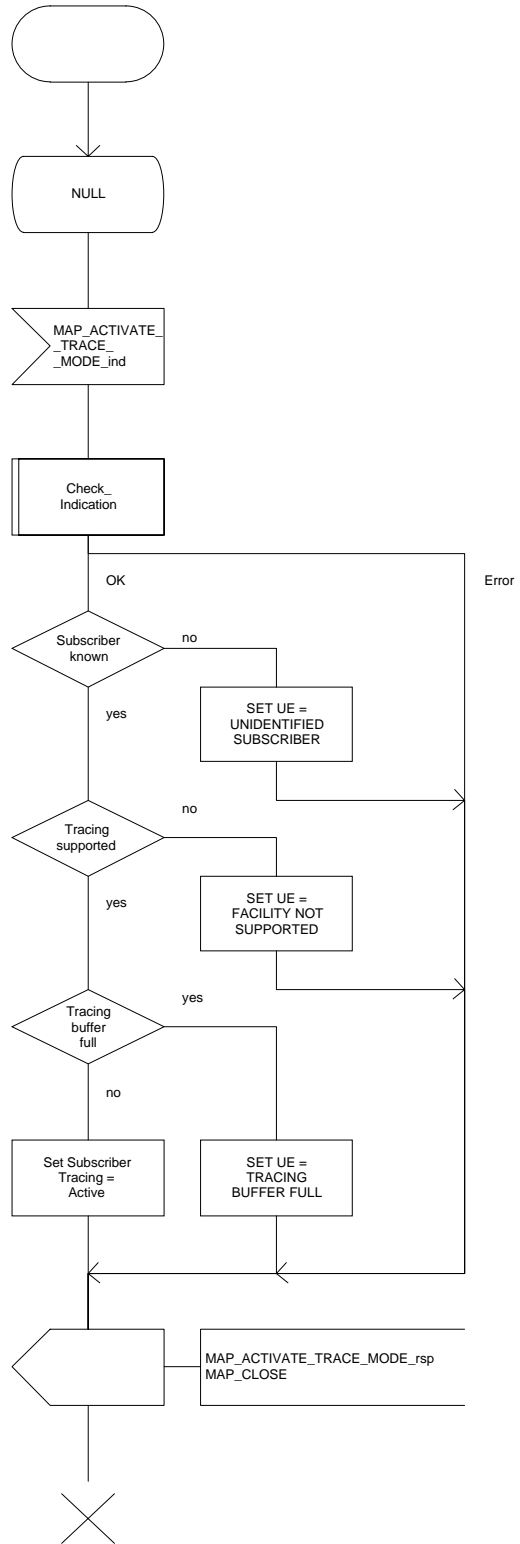 NULL
MAP_ACTIVATE_
_TRACE_
_MODE_ind
Check_
Indication
OK
Error
Subscriber
known
no
yes
SET UE =
UNIDENTIFIED
SUBSCRIBER
Tracing
supported
no
yes
SET UE =
FACILITY NOT
SUPPORTED
Tracing
buffer
full
yes
no
Set Subscriber
Tracing =
Active
SET UE =
TRACING
BUFFER FULL
MAP_ACTIVATE_TRACE_MODE_rsp
MAP_CLOSE